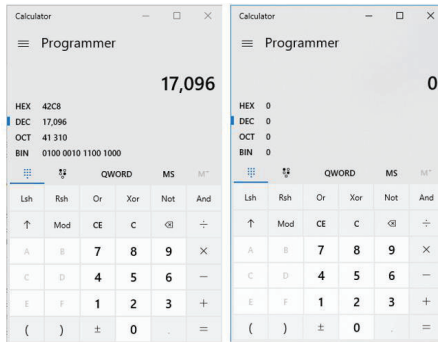 Calculator
Programmer
17,096
HEX 42C8
DEC 17,096
OCT 41 310
BIN 0100 0010 1100 1000
QWORD MS M
Lsh Rsh Or Xor Not And
↑ Mod CE C ⌫ ÷
A B 7 8 9 ×
C D 4 5 6 −
E F 1 2 3 +
( ) ± 0 . =
Calculator
Programmer
0
HEX 0
DEC 0
OCT 0
BIN 0
QWORD MS M
Lsh Rsh Or Xor Not And
↑ Mod CE C ⌫ ÷
A B 7 8 9 ×
C D 4 5 6 −
E F 1 2 3 +
( ) ± 0 . =